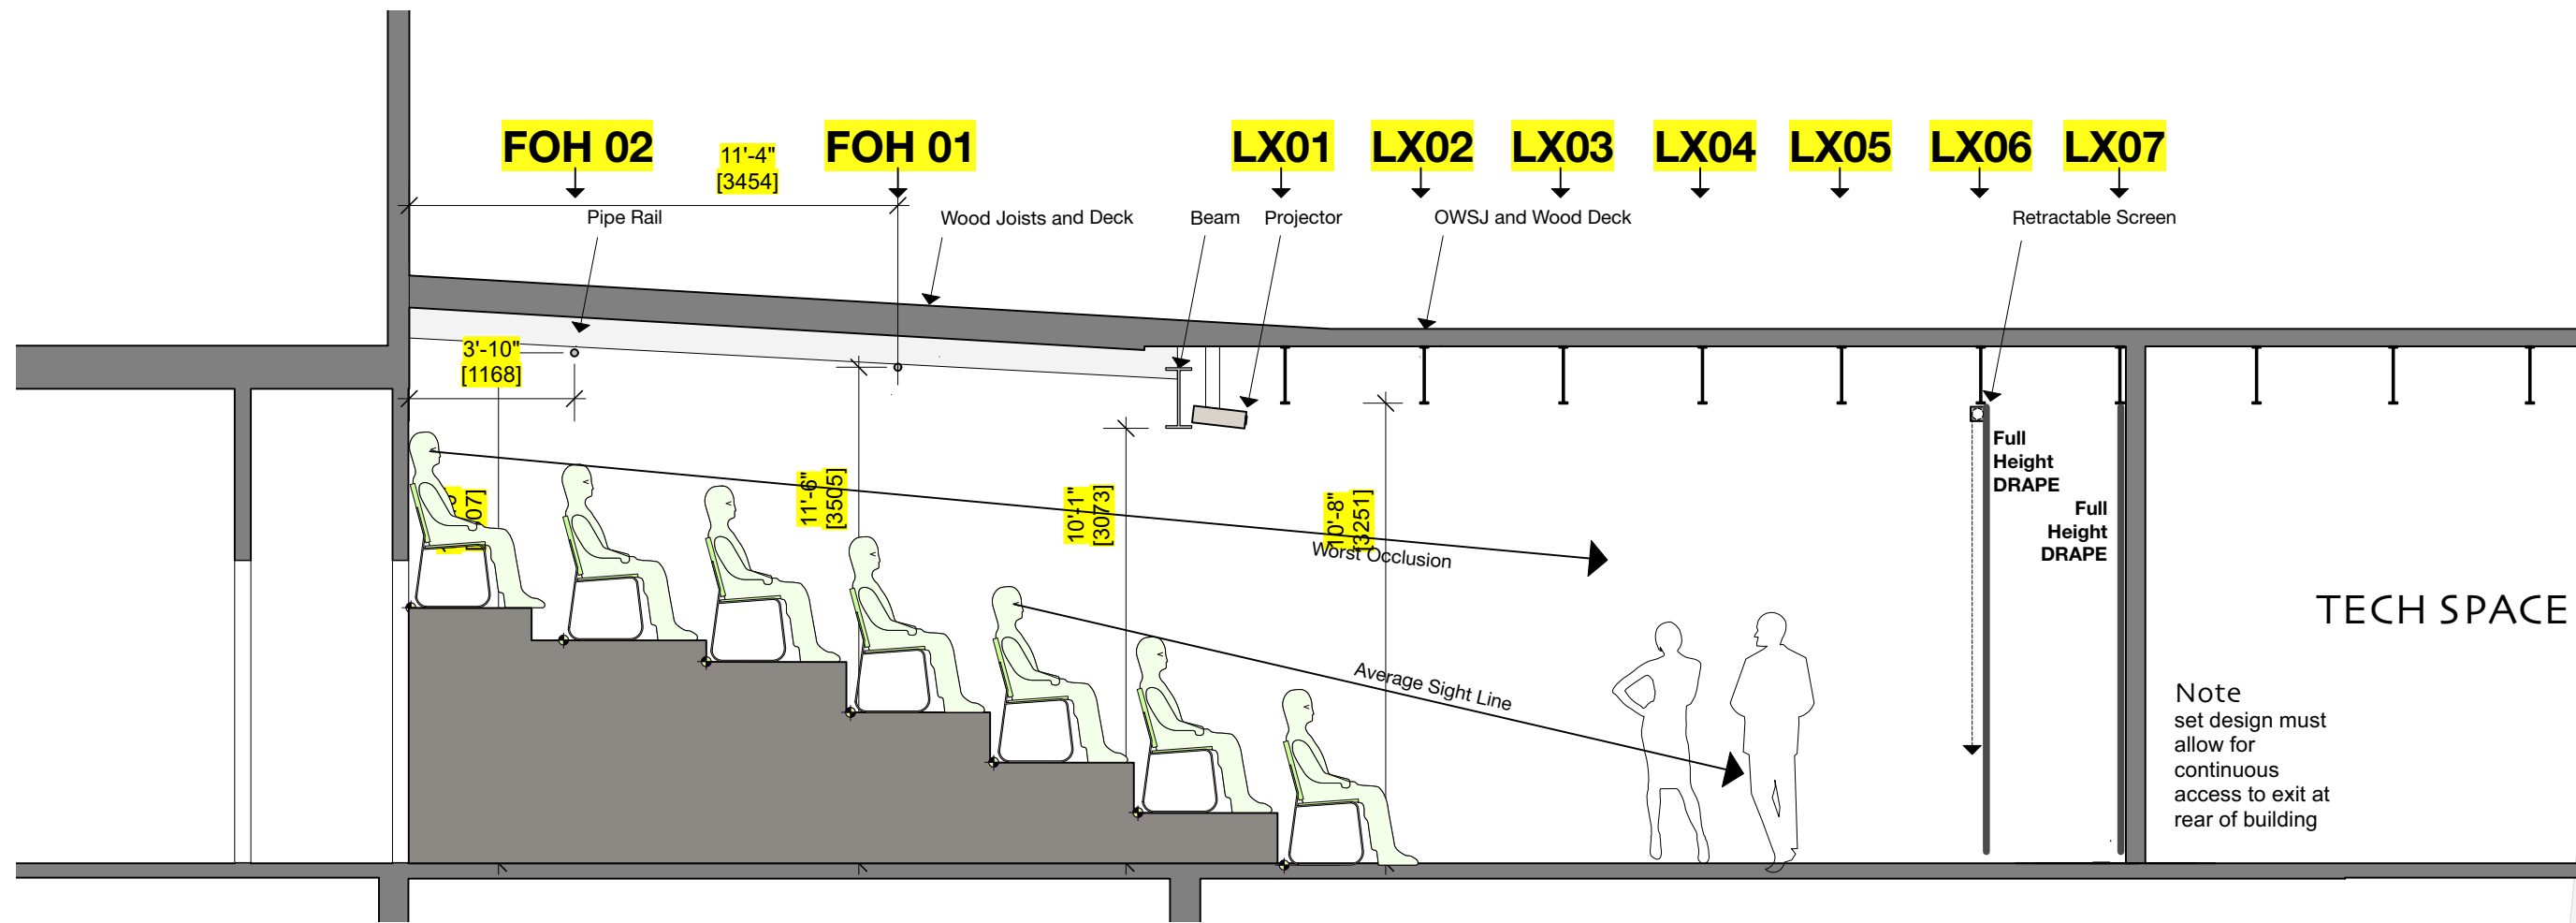 FOH 02
11'-4"
[3454]
FOH 01
LX01
LX02
LX03
LX04
LX05
LX06
LX07
Pipe Rail
Wood Joists and Deck
Beam
Projector
OWSJ and Wood Deck
Retractable Screen
3'-10"
[1168]
11'-6"
[3505]
10'-1"
[3073]
10'-8"
[3251]
Worst Occlusion
Average Sight Line
Full
Height
DRAPE
Full
Height
DRAPE
TECH SPACE
Note
set design must
allow for
continuous
access to exit at
rear of building